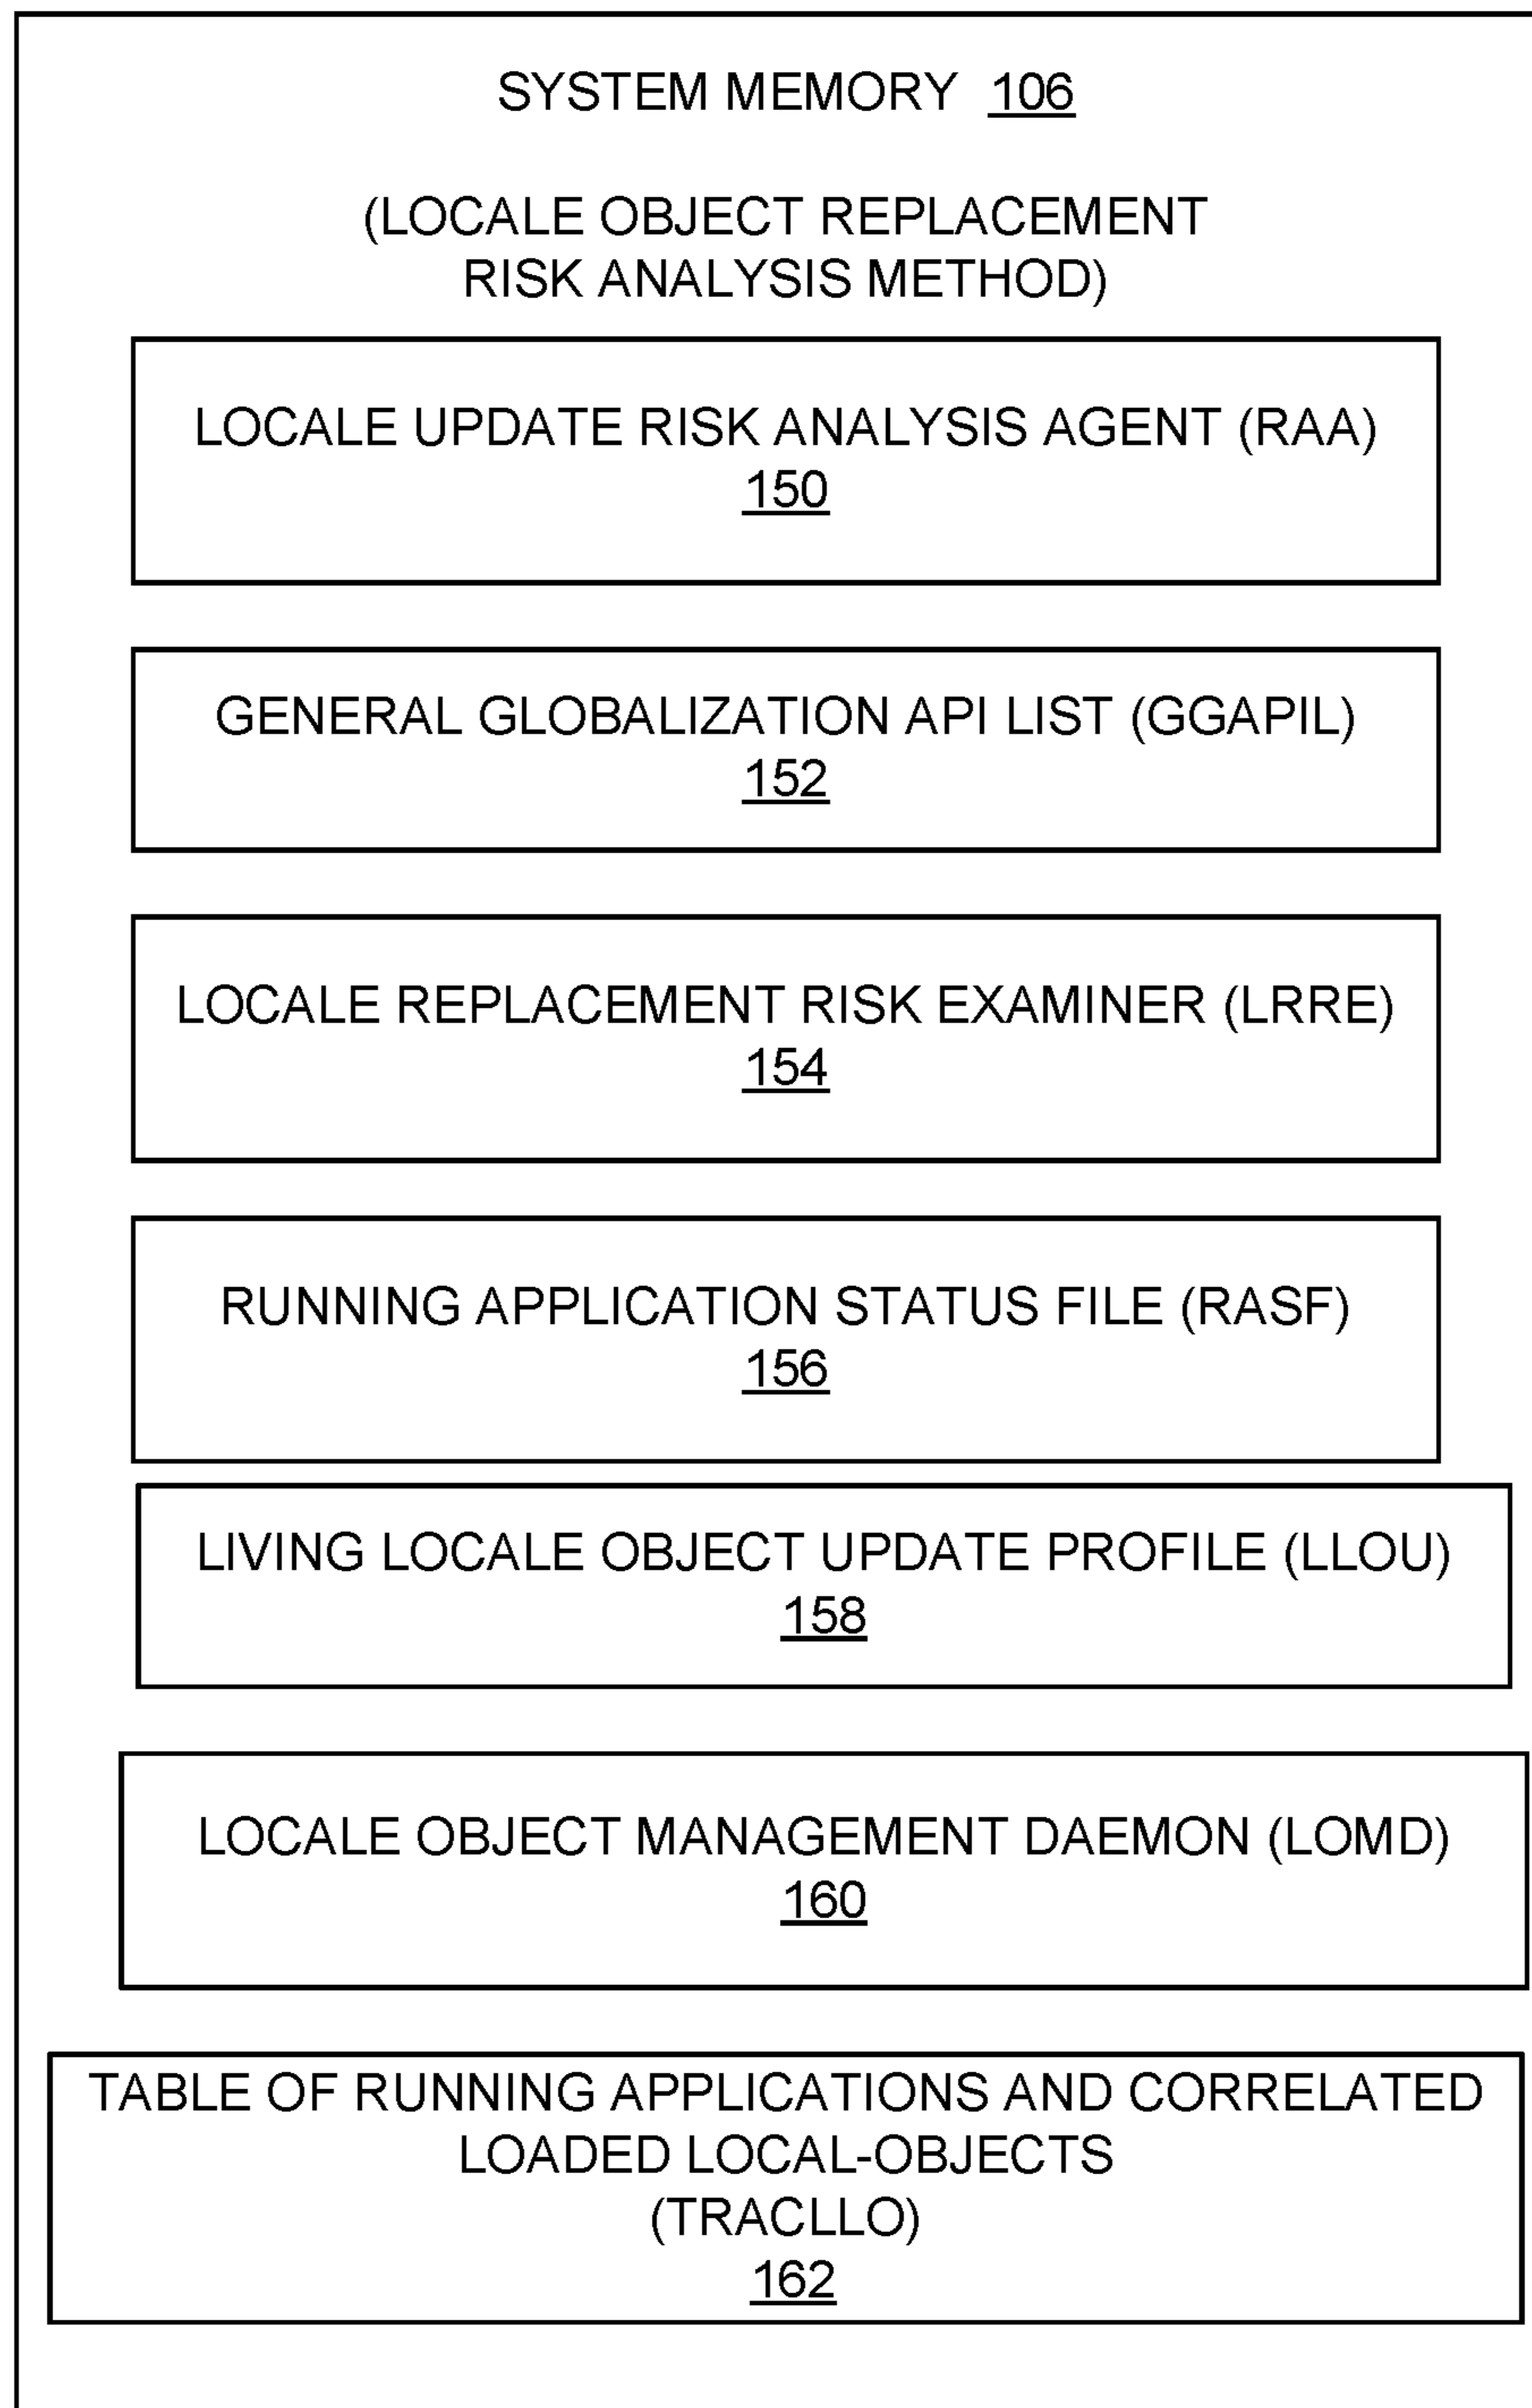 SYSTEM MEMORY 106
(LOCALE OBJECT REPLACEMENT
RISK ANALYSIS METHOD)
LOCALE UPDATE RISK ANALYSIS AGENT (RAA)
150
GENERAL GLOBALIZATION API LIST (GGAPIL)
152
LOCALE REPLACEMENT RISK EXAMINER (LRRE)
154
RUNNING APPLICATION STATUS FILE (RASF)
156
LIVING LOCALE OBJECT UPDATE PROFILE (LLOU)
158
LOCALE OBJECT MANAGEMENT DAEMON (LOMD)
160
TABLE OF RUNNING APPLICATIONS AND CORRELATED
LOADED LOCAL-OBJECTS
(TRACLLO)
162